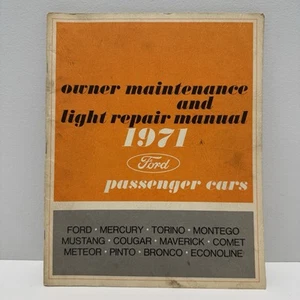 owner maintenance
and
light repair manual
1971
Ford
passenger cars
FORD · MERCURY · TORINO · MONTEGO
MUSTANG · COUGAR · MAVERICK · COMET
METEOR · PINTO · BRONCO · ECONOLINE